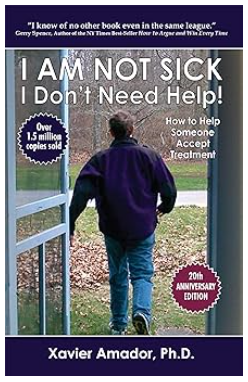 "I know of no other book even in the same league."
Gerry Spence, Author of the NY Times Best-Seller How To Argue and Win Every Time
I AM NOT SICK
I Don't Need Help!
Over
1.5 million
copies sold
How to Help
Someone
Accept
Treatment
20th
ANNIVERSARY
EDITION
Xavier Amador, Ph.D.